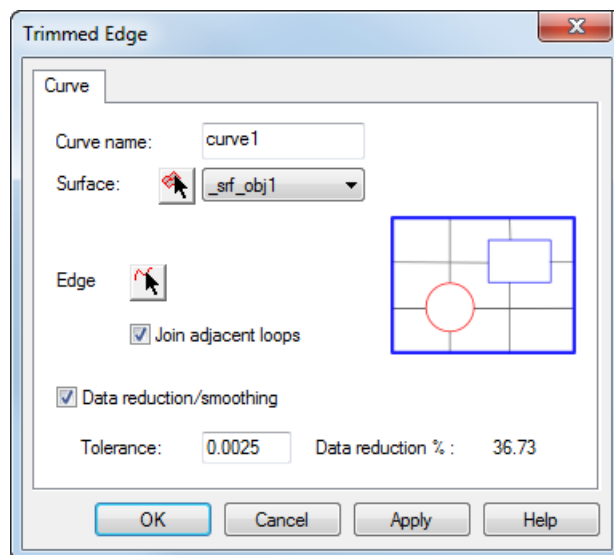 Trimmed Edge
Curve
Curve name: curve1
Surface: _srf_obj1
Edge
Join adjacent loops
Data reduction/smoothing
Tolerance: 0.0025 Data reduction % : 36.73
OK Cancel Apply Help